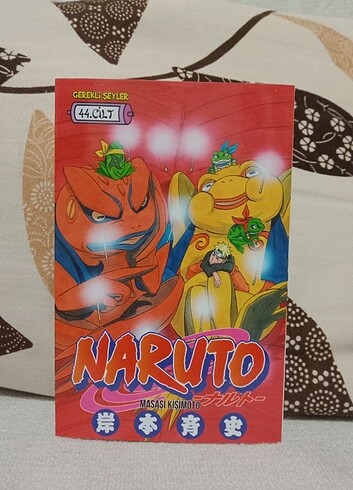 GEREKLİ ŞEYLER
44.CİLT
NARUTO
-ナルト-
MASAŞİ KİŞİMOTO
岸本斉史